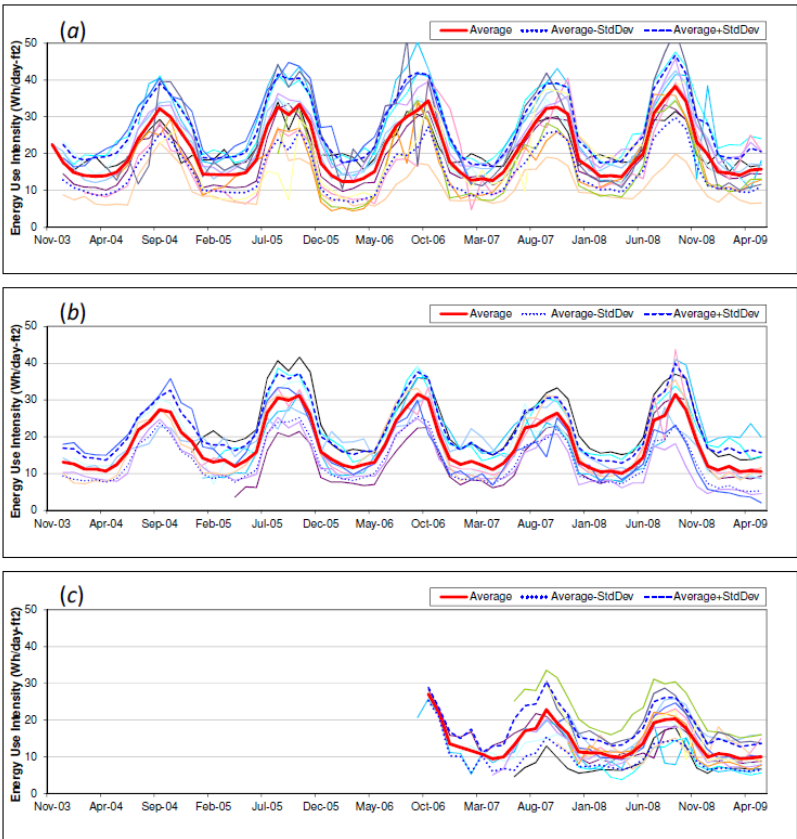 (a)
Average Average-StdDev Average+StdDev
Energy Use Intensity (Wh/day-ft2)
50
40
30
20
10
0
Nov-03 Apr-04 Sep-04 Feb-05 Jul-05 Dec-05 May-06 Oct-06 Mar-07 Aug-07 Jan-08 Jun-08 Nov-08 Apr-09
(b)
Average Average-StdDev Average+StdDev
Energy Use Intensity (Wh/day-ft2)
50
40
30
20
10
0
Nov-03 Apr-04 Sep-04 Feb-05 Jul-05 Dec-05 May-06 Oct-06 Mar-07 Aug-07 Jan-08 Jun-08 Nov-08 Apr-09
(c)
Average Average-StdDev Average+StdDev
Energy Use Intensity (Wh/day-ft2)
50
40
30
20
10
0
Nov-03 Apr-04 Sep-04 Feb-05 Jul-05 Dec-05 May-06 Oct-06 Mar-07 Aug-07 Jan-08 Jun-08 Nov-08 Apr-09